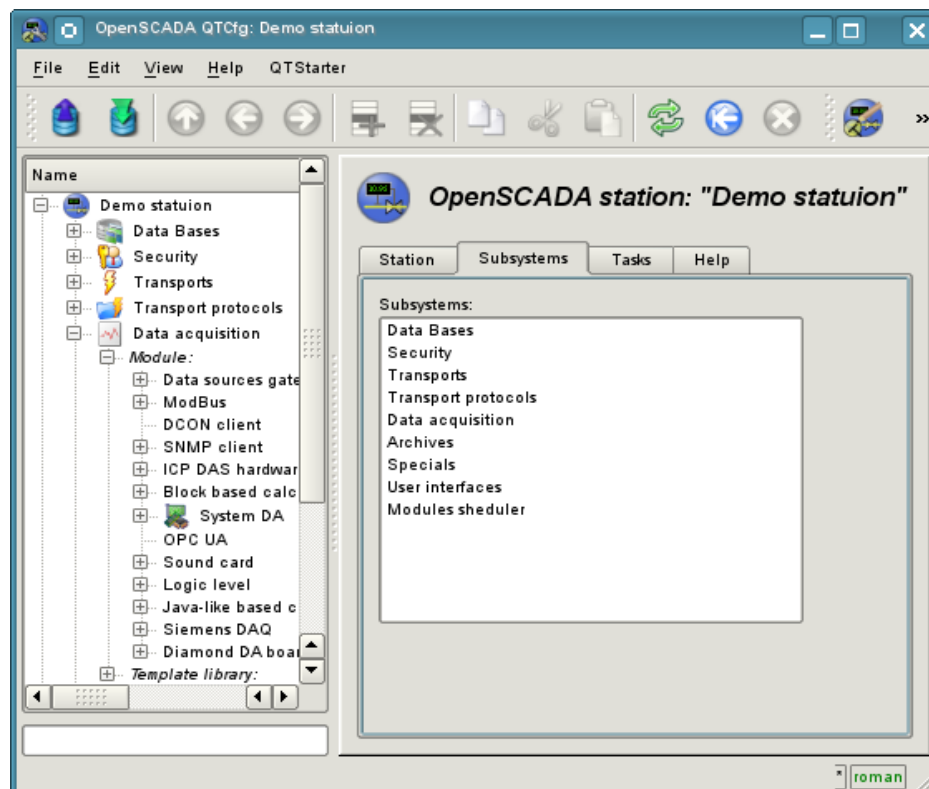 OpenSCADA QTCfg: Demo statuion
File Edit View Help QTStarter
»
Name
Demo statuion
Data Bases
Security
Transports
Transport protocols
Data acquisition
Module:
Data sources gate
ModBus
DCON client
SNMP client
ICP DAS hardwar
Block based calc
System DA
OPC UA
Sound card
Logic level
Java-like based c
Siemens DAQ
Diamond DA boar
Template library:
OpenSCADA station: "Demo statuion"
Station Subsystems Tasks Help
Subsystems:
Data Bases
Security
Transports
Transport protocols
Data acquisition
Archives
Specials
User interfaces
Modules sheduler
* roman